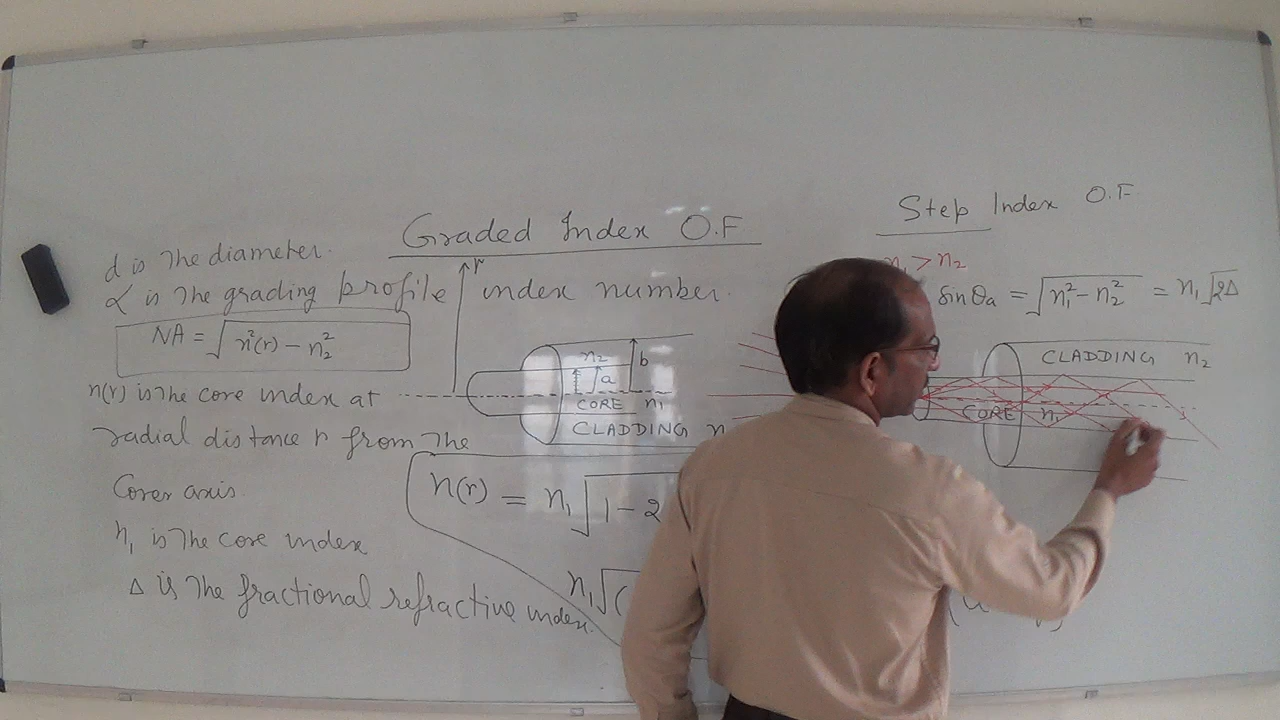 Graded Index O.F
d is The diameter.
α is The grading profile index number.
NA = √n²(r) − n₂²
n(r) is the core index at
radial distance r from The
Corer axis.
n₁ is The core index
Δ is The fractional refractive index.
r
n₂
b
a
CORE n₁
CLADDING n
n(r) = n₁√1 − 2
n₁√(
Step Index O.F
n₁ > n₂
sin θa = √n₁² − n₂² = n₁√2Δ
CLADDING n₂
CORE n₁